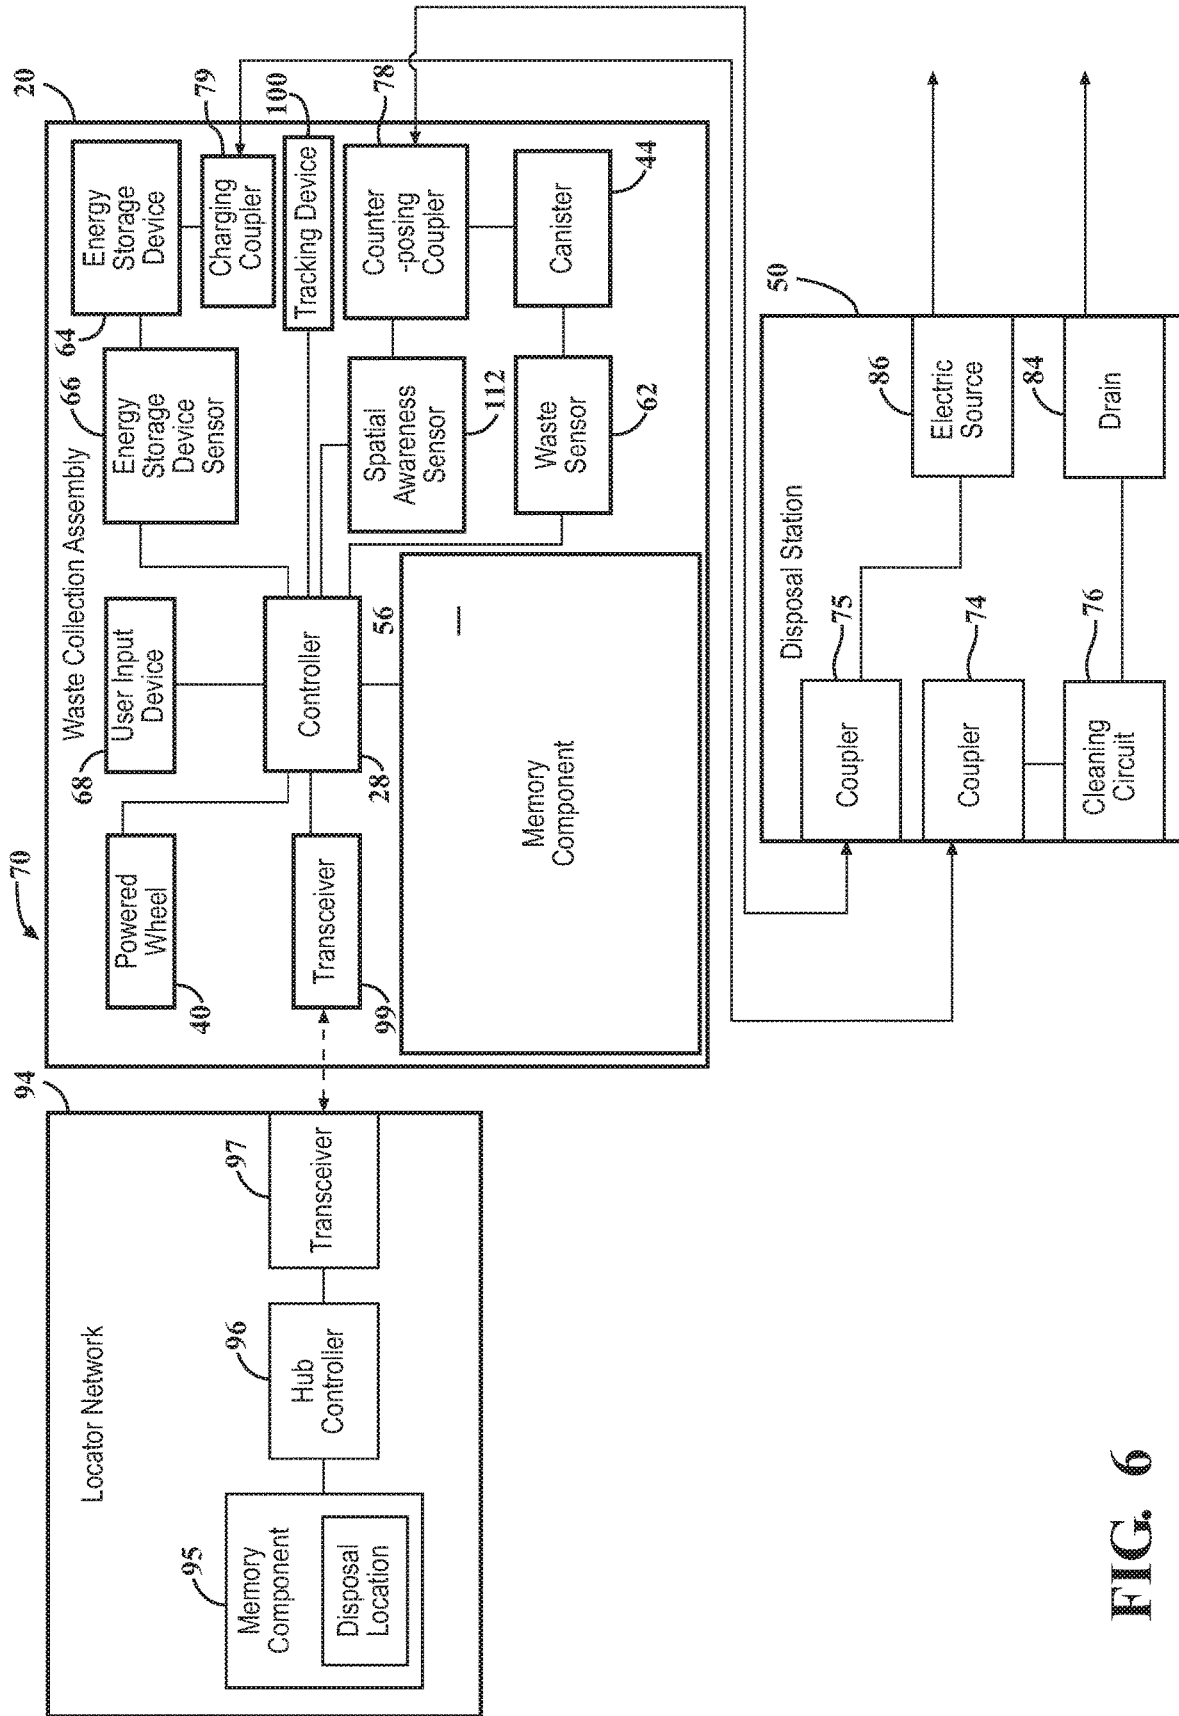 70
94
Locator Network
95
Memory
Component
Disposal
Location
96
Hub
Controller
97
Transceiver
20
Waste Collection Assembly
Powered
Wheel
40
68
User Input
Device
66
Energy
Storage
Device
Sensor
64
Energy
Storage
Device
79
Charging
Coupler
100
Tracking Device
Transceiver
99
Controller
28
56
Spatial
Awareness
Sensor
112
78
Counter
-posing
Coupler
Waste
Sensor
62
Canister
44
Memory
Component
50
Disposal Station
75
Coupler
74
Coupler
76
Cleaning
Circuit
86
Electric
Source
84
Drain
FIG. 6